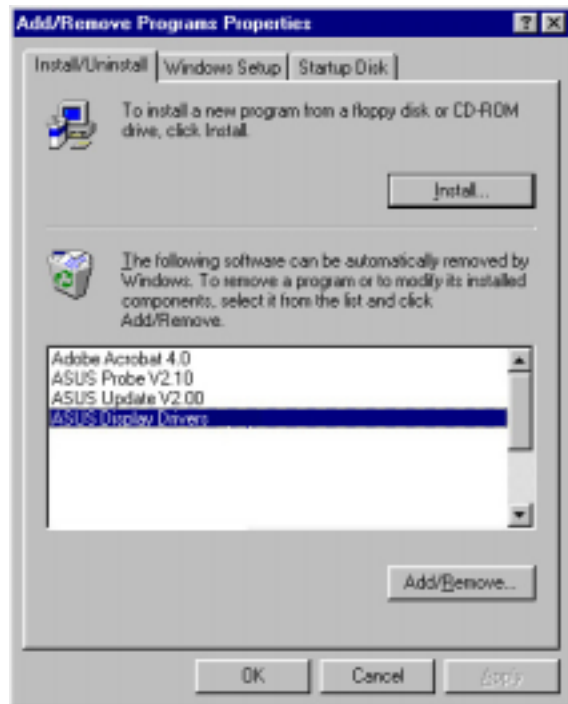 Add/Remove Programs Properties
Install/Uninstall Windows Setup Startup Disk
To install a new program from a floppy disk or CD-ROM
drive, click Install.
Install...
The following software can be automatically removed by
Windows. To remove a program or to modify its installed
components, select it from the list and click
Add/Remove.
Adobe Acrobat 4.0
ASUS Probe V2.10
ASUS Update V2.00
ASUS Display Drivers
Add/Remove...
OK Cancel Apply